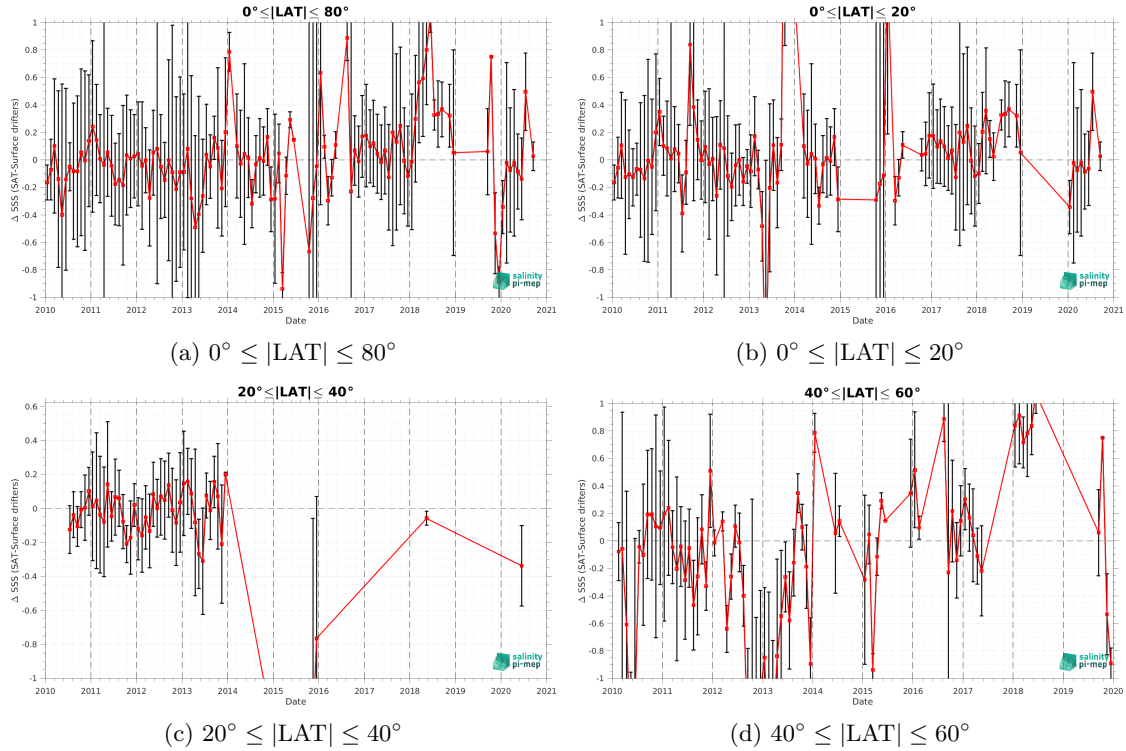 0°≤|LAT|≤ 80°
Δ SSS (SAT-Surface drifters)
1
0.8
0.6
0.4
0.2
0
-0.2
-0.4
-0.6
-0.8
-1
2010 2011 2012 2013 2014 2015 2016 2017 2018 2019 2020 2021
Date
salinity
pi-mep
(a) 0° ≤ |LAT| ≤ 80°
0°≤|LAT|≤ 20°
Δ SSS (SAT-Surface drifters)
1
0.8
0.6
0.4
0.2
0
-0.2
-0.4
-0.6
-0.8
-1
2010 2011 2012 2013 2014 2015 2016 2017 2018 2019 2020 2021
Date
salinity
pi-mep
(b) 0° ≤ |LAT| ≤ 20°
20°≤|LAT|≤ 40°
Δ SSS (SAT-Surface drifters)
0.6
0.4
0.2
0
-0.2
-0.4
-0.6
-0.8
-1
2010 2011 2012 2013 2014 2015 2016 2017 2018 2019 2020 2021
Date
salinity
pi-mep
(c) 20° ≤ |LAT| ≤ 40°
40°≤|LAT|≤ 60°
Δ SSS (SAT-Surface drifters)
1
0.8
0.6
0.4
0.2
0
-0.2
-0.4
-0.6
-0.8
-1
2010 2011 2012 2013 2014 2015 2016 2017 2018 2019 2020
Date
salinity
pi-mep
(d) 40° ≤ |LAT| ≤ 60°